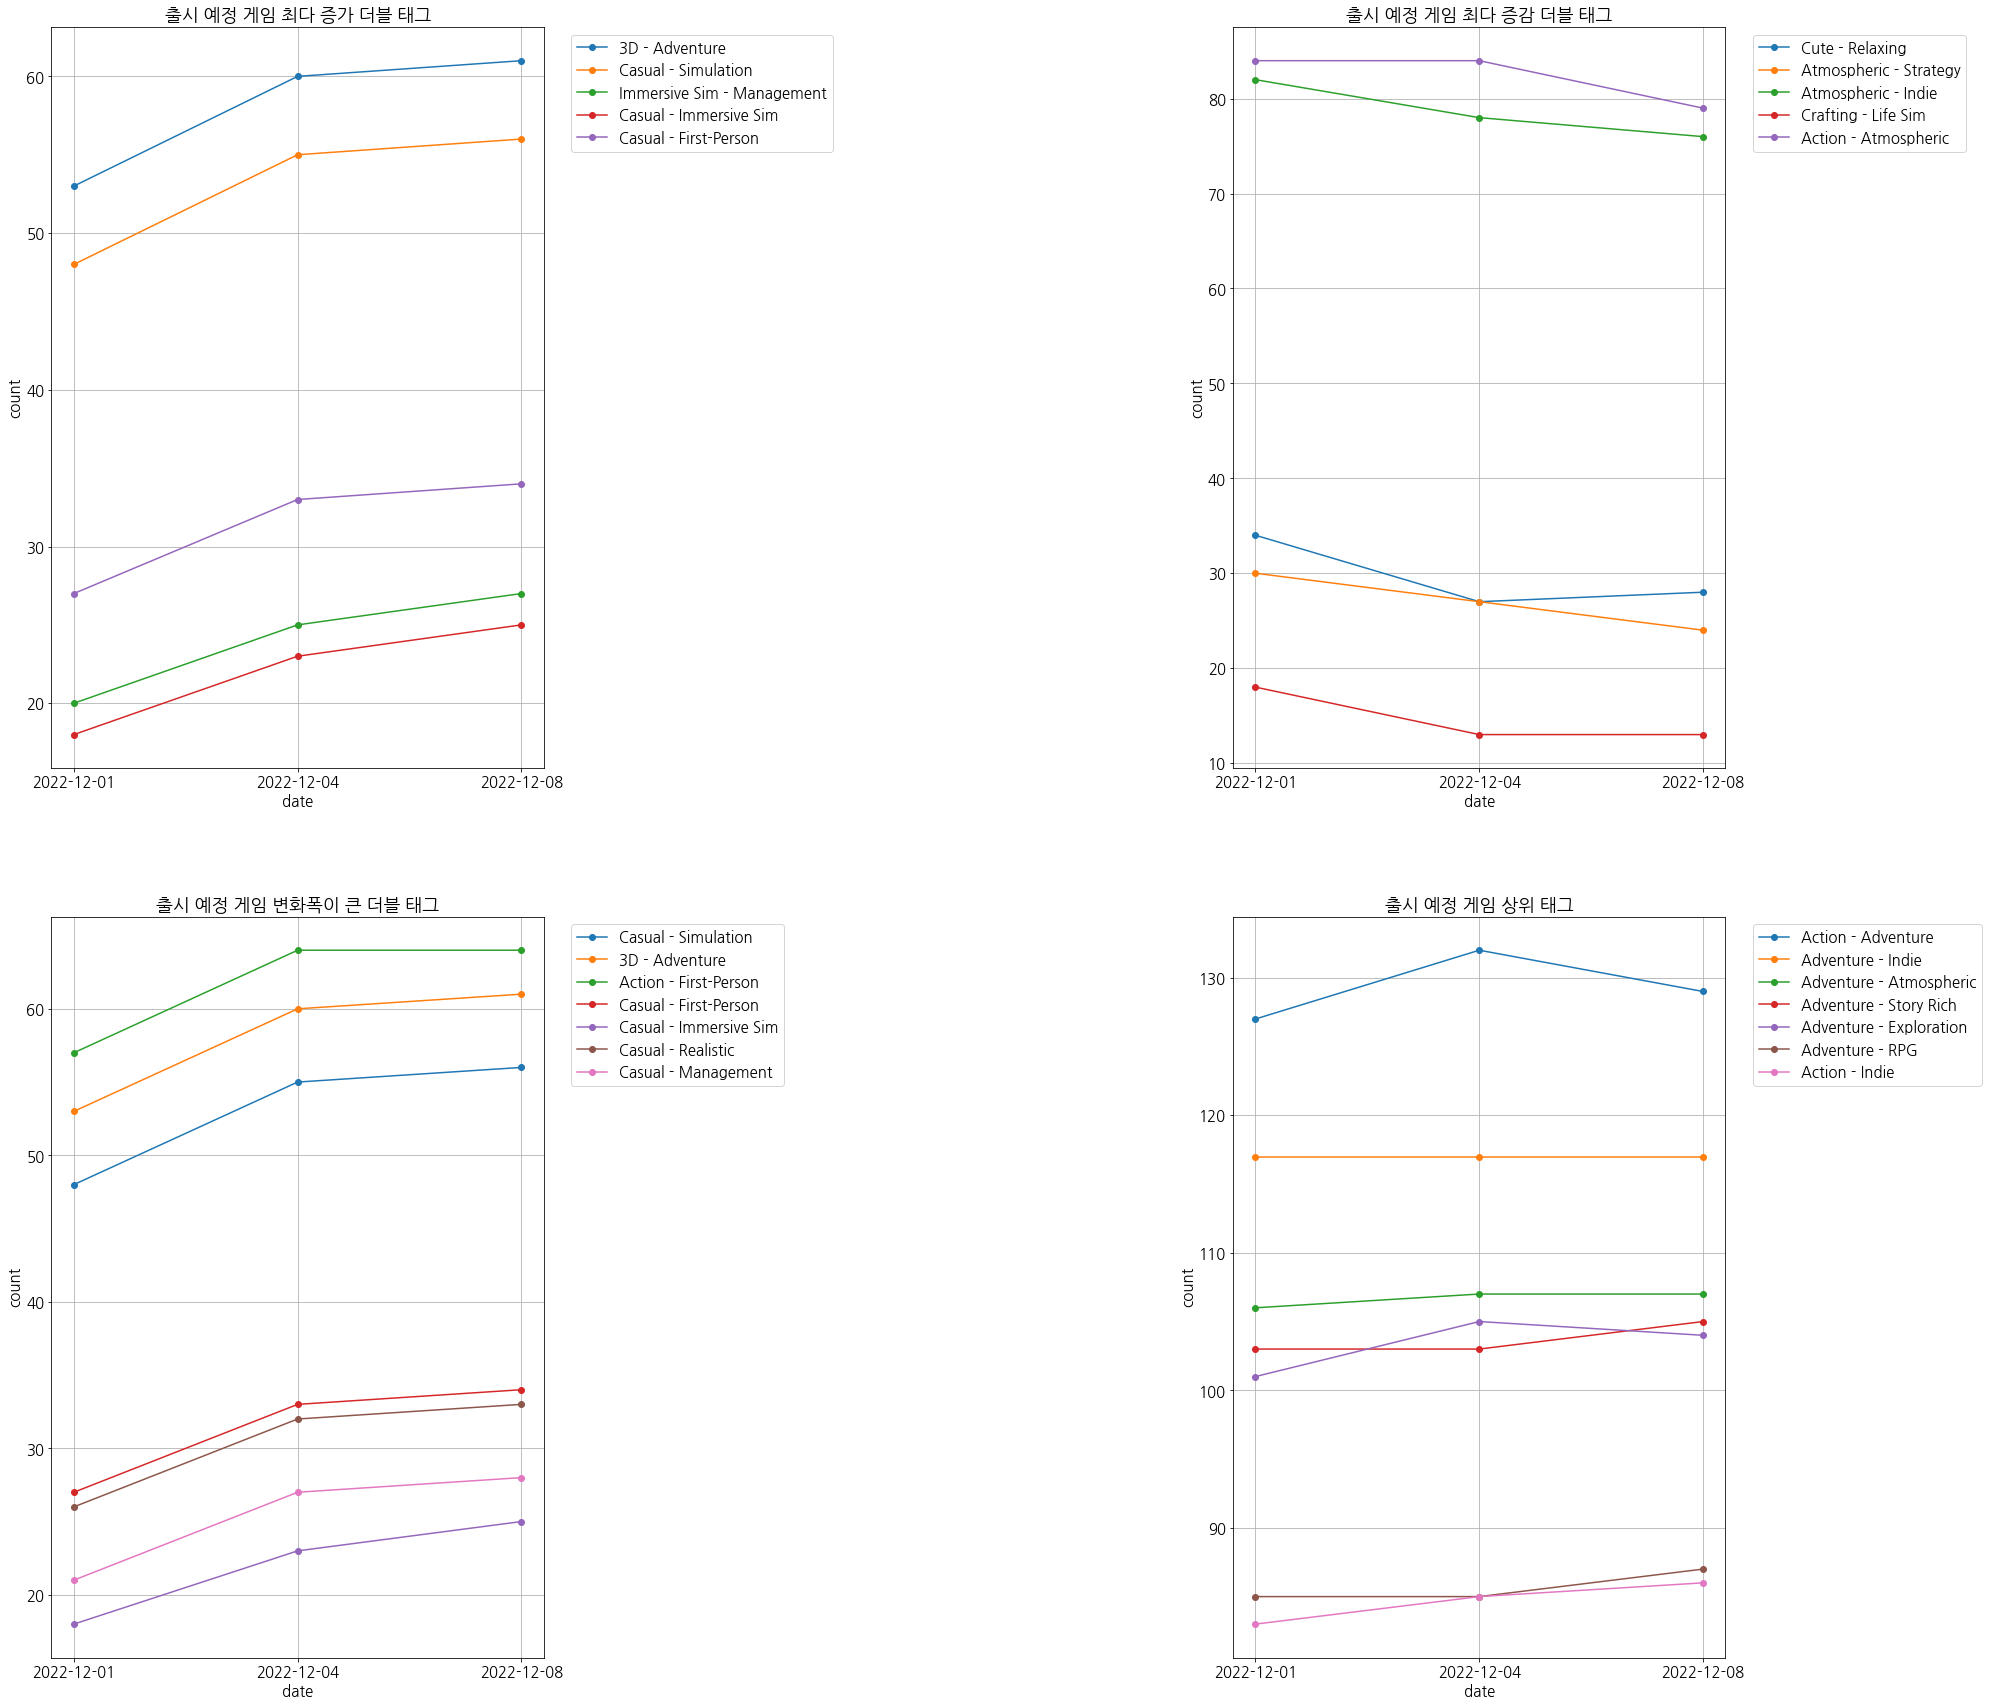 출시 예정 게임 최다 증가 더블 태그
60
50
40
30
20
count
2022-12-01
2022-12-04
2022-12-08
date
3D - Adventure
Casual - Simulation
Immersive Sim - Management
Casual - Immersive Sim
Casual - First-Person
출시 예정 게임 최다 증감 더블 태그
80
70
60
50
40
30
20
10
count
2022-12-01
2022-12-04
2022-12-08
date
Cute - Relaxing
Atmospheric - Strategy
Atmospheric - Indie
Crafting - Life Sim
Action - Atmospheric
출시 예정 게임 변화폭이 큰 더블 태그
60
50
40
30
20
count
2022-12-01
2022-12-04
2022-12-08
date
Casual - Simulation
3D - Adventure
Action - First-Person
Casual - First-Person
Casual - Immersive Sim
Casual - Realistic
Casual - Management
출시 예정 게임 상위 태그
130
120
110
100
90
count
2022-12-01
2022-12-04
2022-12-08
date
Action - Adventure
Adventure - Indie
Adventure - Atmospheric
Adventure - Story Rich
Adventure - Exploration
Adventure - RPG
Action - Indie